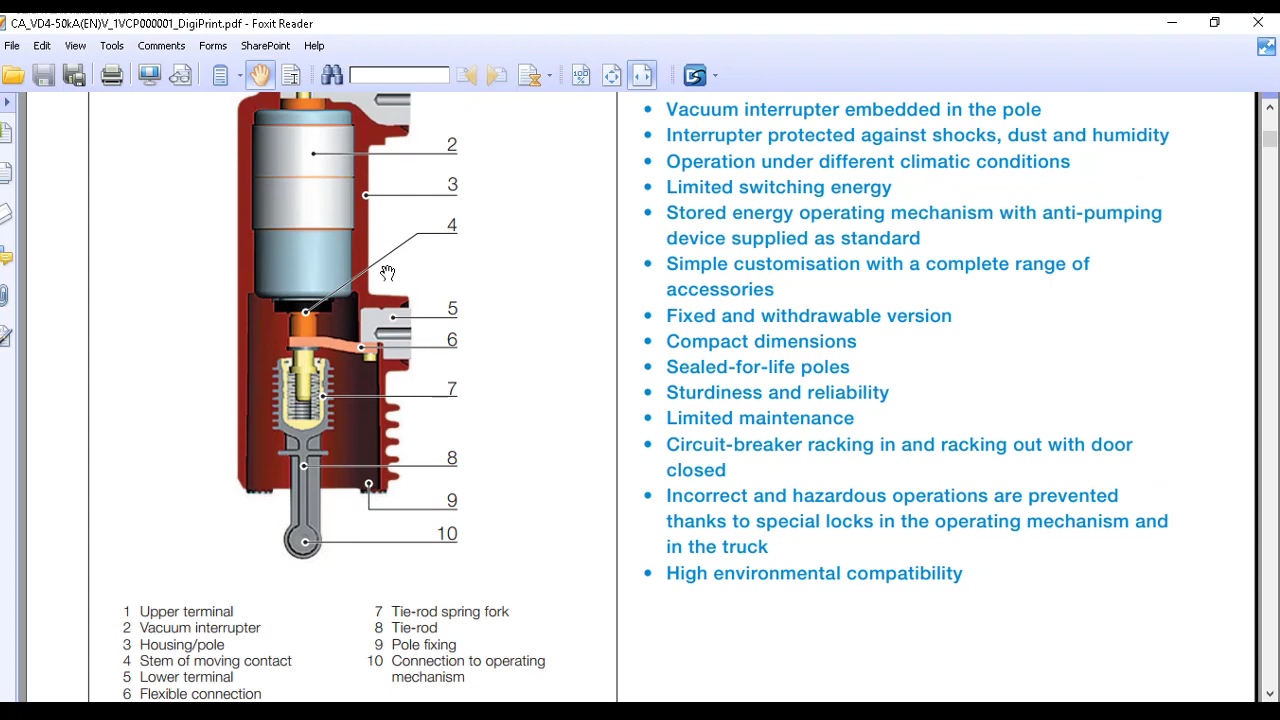 CA_VD4-50kA(EN)V_1VCP000001_DigiPrint.pdf - Foxit Reader
File Edit View Tools Comments Forms SharePoint Help
2
3
4
5
6
7
8
9
10
1 Upper terminal
2 Vacuum interrupter
3 Housing/pole
4 Stem of moving contact
5 Lower terminal
6 Flexible connection
7 Tie-rod spring fork
8 Tie-rod
9 Pole fixing
10 Connection to operating
mechanism
• Vacuum interrupter embedded in the pole
• Interrupter protected against shocks, dust and humidity
• Operation under different climatic conditions
• Limited switching energy
• Stored energy operating mechanism with anti-pumping
device supplied as standard
• Simple customisation with a complete range of
accessories
• Fixed and withdrawable version
• Compact dimensions
• Sealed-for-life poles
• Sturdiness and reliability
• Limited maintenance
• Circuit-breaker racking in and racking out with door
closed
• Incorrect and hazardous operations are prevented
thanks to special locks in the operating mechanism and
in the truck
• High environmental compatibility